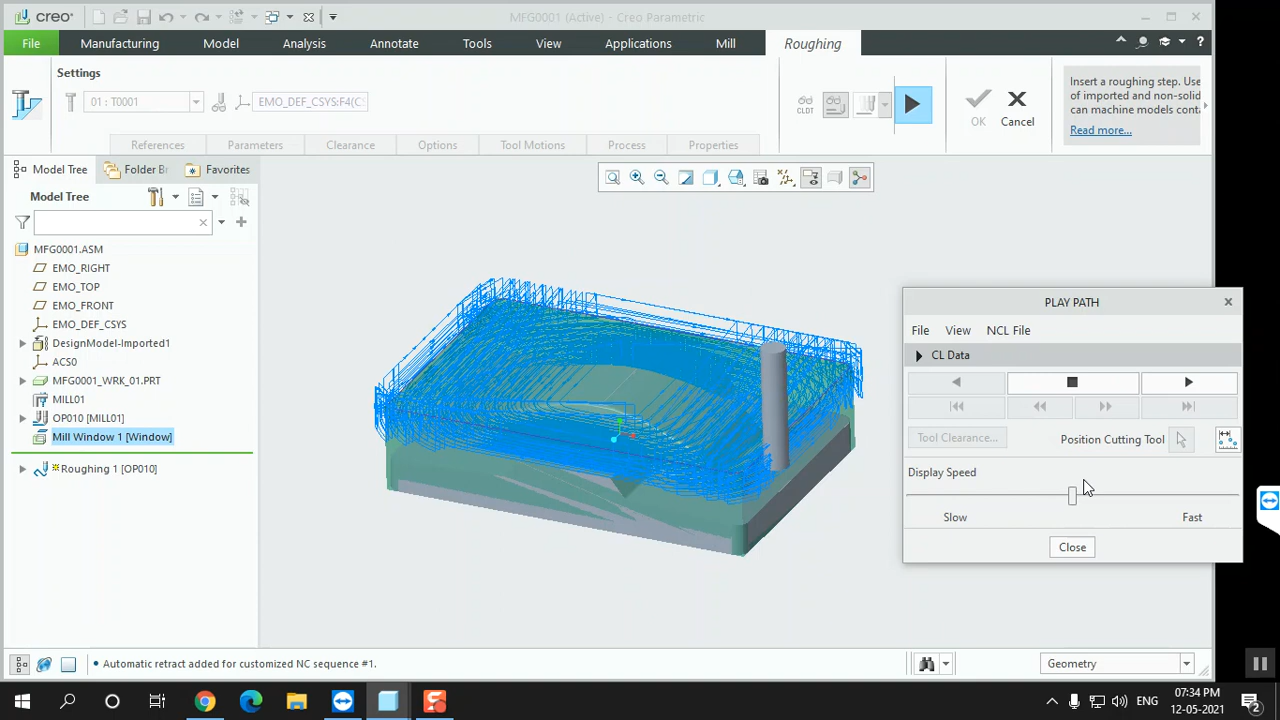 creo
MFG0001 (Active) - Creo Parametric
File
Manufacturing
Model
Analysis
Annotate
Tools
View
Applications
Mill
Roughing
Settings
01 : T0001
EMO_DEF_CSYS:F4(C
CLDT
OK
Cancel
Insert a roughing step. Use
of imported and non-solid
can machine models cont
Read more...
References
Parameters
Clearance
Options
Tool Motions
Process
Properties
Model Tree
Folder B
Favorites
Model Tree
MFG0001.ASM
EMO_RIGHT
EMO_TOP
EMO_FRONT
EMO_DEF_CSYS
DesignModel-Imported1
ACS0
MFG0001_WRK_01.PRT
MILL01
OP010 [MILL01]
Mill Window 1 [Window]
Roughing 1 [OP010]
PLAY PATH
File
View
NCL File
CL Data
Tool Clearance...
Position Cutting Tool
Display Speed
Slow
Fast
Close
• Automatic retract added for customized NC sequence #1.
Geometry
ENG
07:34 PM
12-05-2021
2